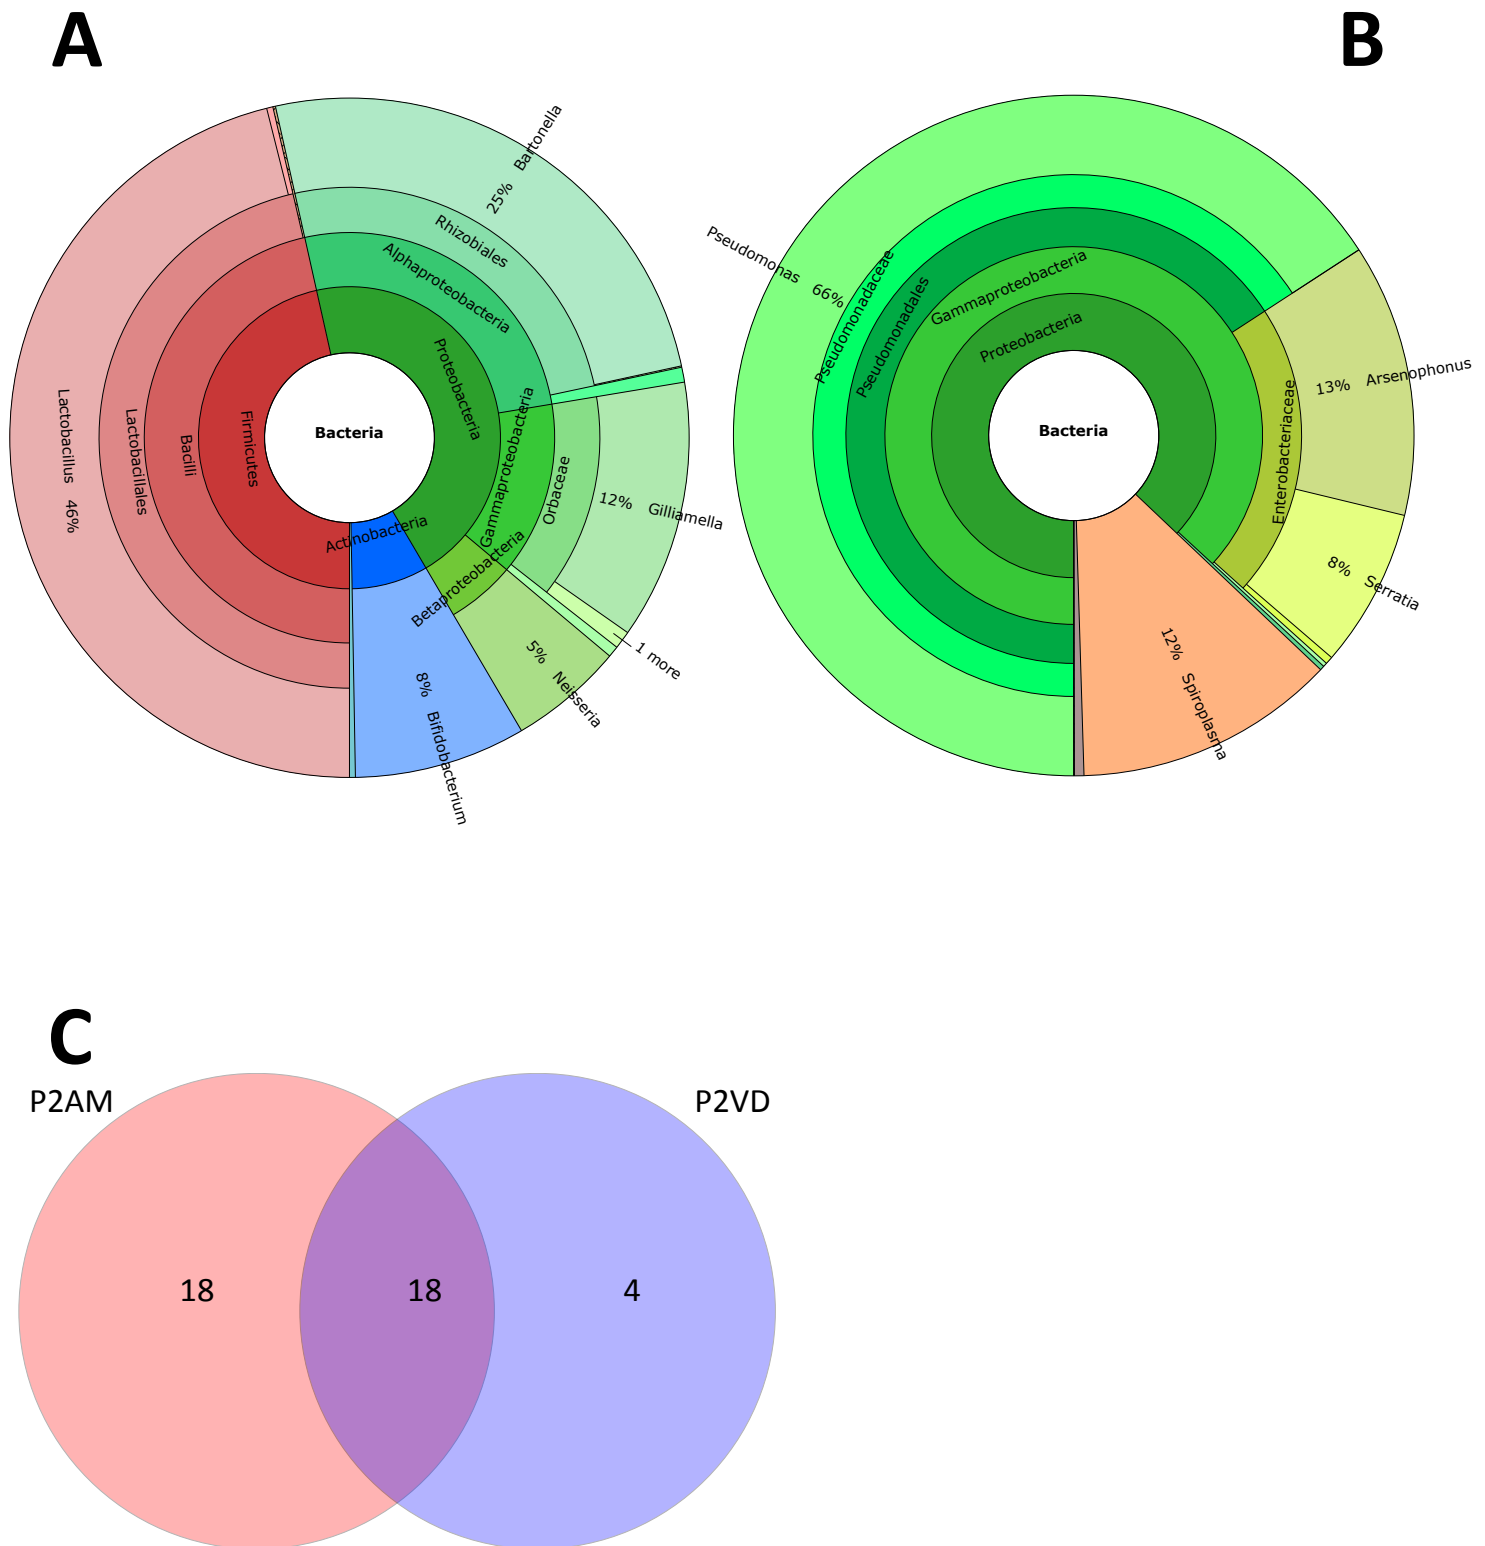 A
B
Bartonella
25%
Rhizobiales
Alphaproteobacteria
Proteobacteria
Gammaproteobacteria
Orbaceae
12% Gilliamella
1 more
Betaproteobacteria
5% Neisseria
Actinobacteria
8% Bifidobacterium
Bacteria
Firmicutes
Bacilli
Lactobacillales
Lactobacillus 46%
Pseudomonas 66%
Pseudomonadaceae
Pseudomonadales
Gammaproteobacteria
Proteobacteria
Bacteria
Enterobacteriaceae
13% Arsenophonus
8% Serratia
12% Spiroplasma
C
P2AM
P2VD
18
18
4